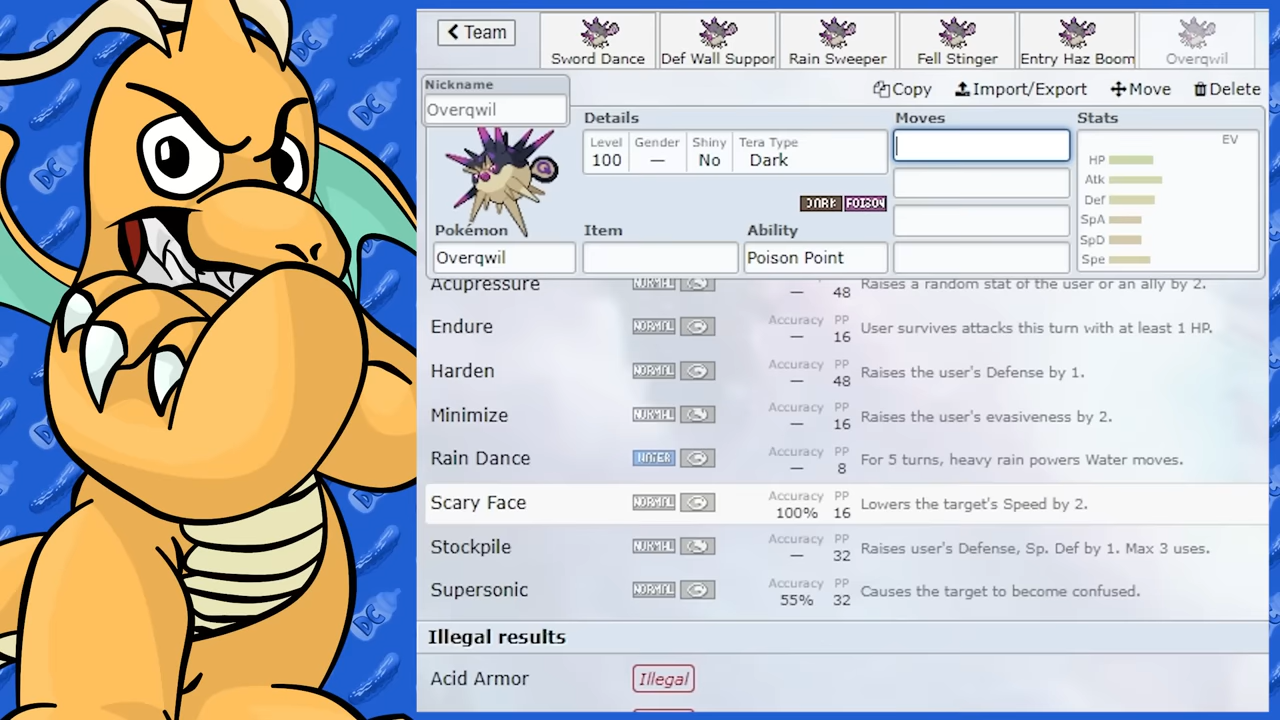 Team
Sword Dance
Def Wall Suppor
Rain Sweeper
Fell Stinger
Entry Haz Boom
Overqwil
Nickname
Overqwil
Copy
Import/Export
Move
Delete
Details
Level
100
Gender
—
Shiny
No
Tera Type
Dark
DARK
POISON
Pokémon
Overqwil
Item
Ability
Poison Point
Moves
Stats
EV
HP
Atk
Def
SpA
SpD
Spe
Acupressure NORMAL — 48 Raises a random stat of the user or an ally by 2.
Endure NORMAL Accuracy — PP 16 User survives attacks this turn with at least 1 HP.
Harden NORMAL Accuracy — PP 48 Raises the user's Defense by 1.
Minimize NORMAL Accuracy — PP 16 Raises the user's evasiveness by 2.
Rain Dance WATER Accuracy — PP 8 For 5 turns, heavy rain powers Water moves.
Scary Face NORMAL Accuracy 100% PP 16 Lowers the target's Speed by 2.
Stockpile NORMAL Accuracy — PP 32 Raises user's Defense, Sp. Def by 1. Max 3 uses.
Supersonic NORMAL Accuracy 55% PP 32 Causes the target to become confused.
Illegal results
Acid Armor Illegal
DC
DC
DC
DC
DC